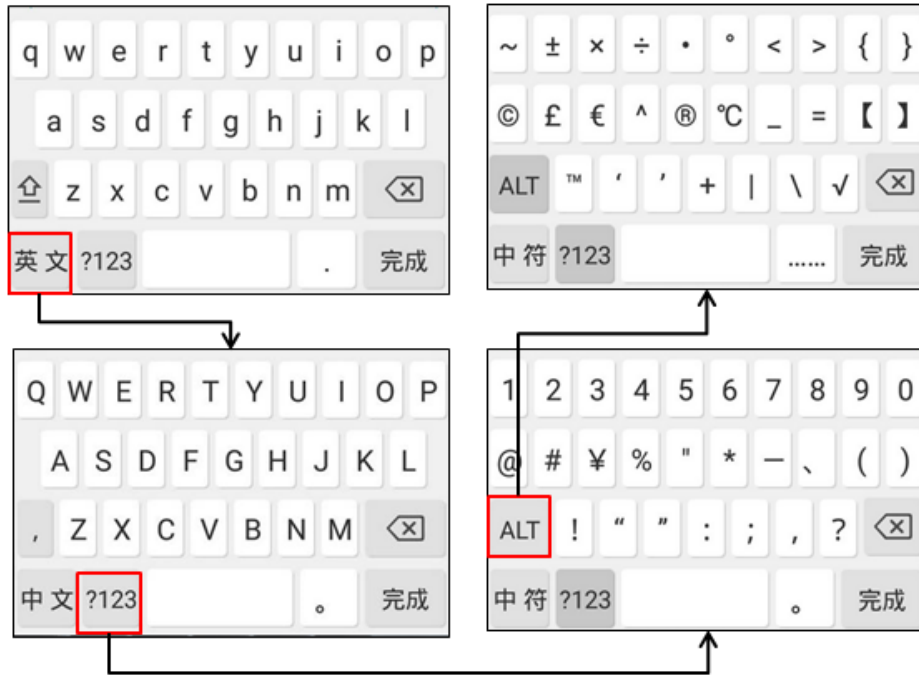 q w e r t y u i o p
a s d f g h j k l
z x c v b n m
英文 ?123 . 完成
~ ± × ÷ • ° < > { }
© £ € ^ ® ℃ _ = 【 】
ALT ™ ‘ ’ + | \ √
中符 ?123 …… 完成
Q W E R T Y U I O P
A S D F G H J K L
, Z X C V B N M
中文 ?123 。 完成
1 2 3 4 5 6 7 8 9 0
@ # ¥ % " * — 、 ( )
ALT ! “ ” : ; , ?
中符 ?123 。 完成